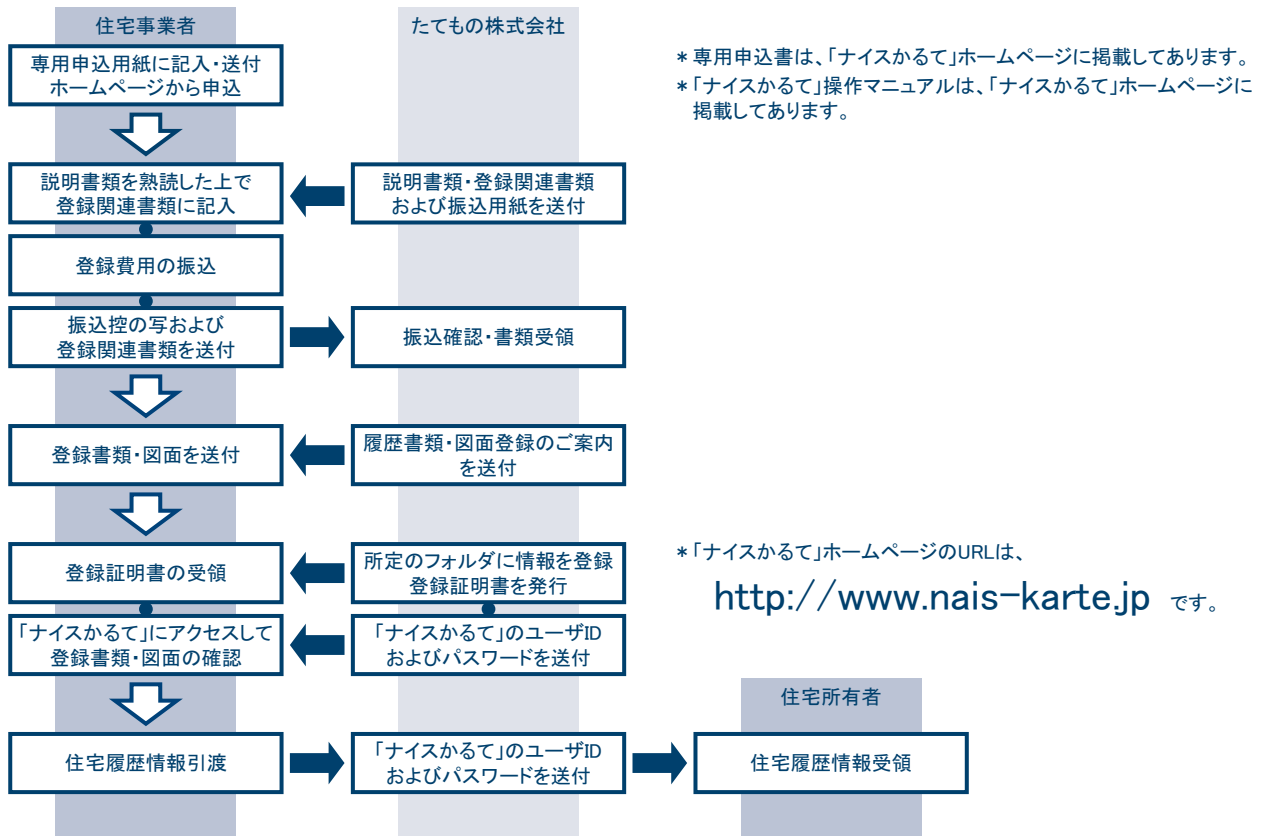 住宅事業者
たてもの株式会社
専用申込用紙に記入・送付
ホームページから申込
＊専用申込書は、「ナイスかるて」ホームページに掲載してあります。
＊「ナイスかるて」操作マニュアルは、「ナイスかるて」ホームページに
掲載してあります。
説明書類を熟読した上で
登録関連書類に記入
説明書類・登録関連書類
および振込用紙を送付
登録費用の振込
振込控の写および
登録関連書類を送付
振込確認・書類受領
登録書類・図面を送付
履歴書類・図面登録のご案内
を送付
登録証明書の受領
所定のフォルダに情報を登録
登録証明書を発行
＊「ナイスかるて」ホームページのURLは、
http://www.nais-karte.jp です。
「ナイスかるて」にアクセスして
登録書類・図面の確認
「ナイスかるて」のユーザID
およびパスワードを送付
住宅所有者
住宅履歴情報引渡
「ナイスかるて」のユーザID
およびパスワードを送付
住宅履歴情報受領